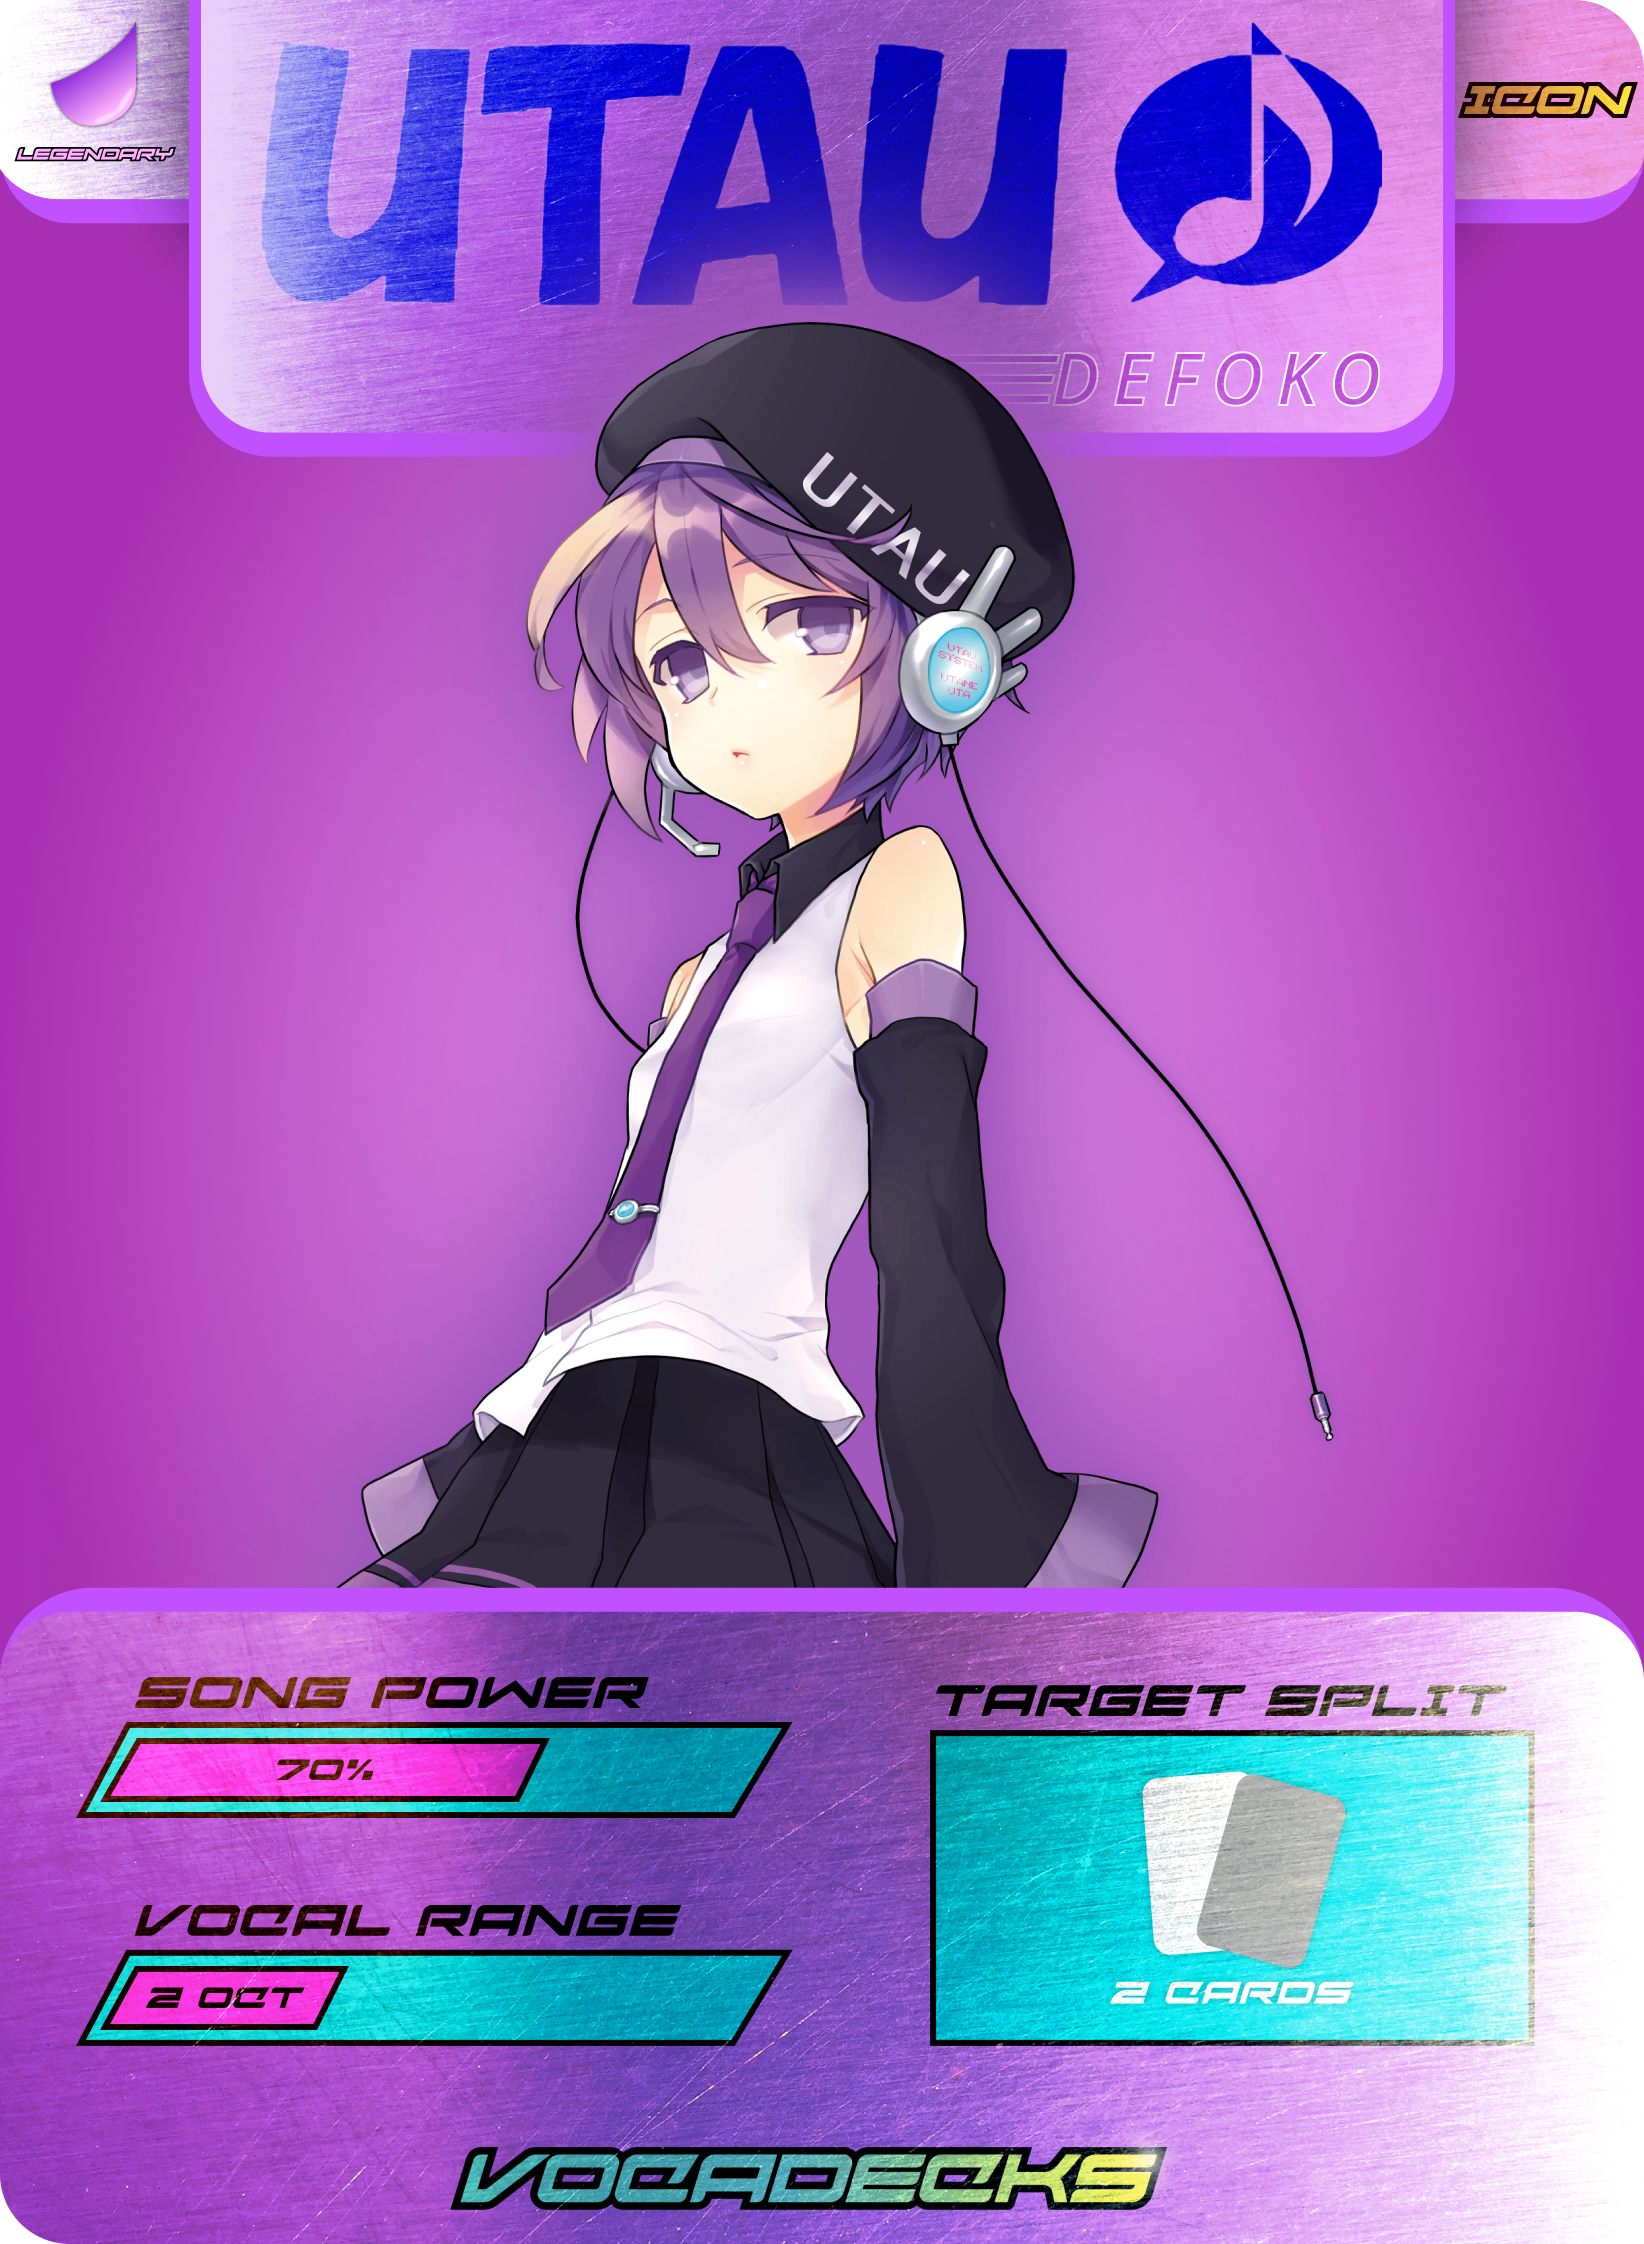 LEGENDARY
UTAU
ICON
DEFOKO
UTAU
UTAU
SYSTEM
UTANE
UTA
SONG POWER
70%
TARGET SPLIT
2 CARDS
VOCAL RANGE
2 OCT
VOCADECKS